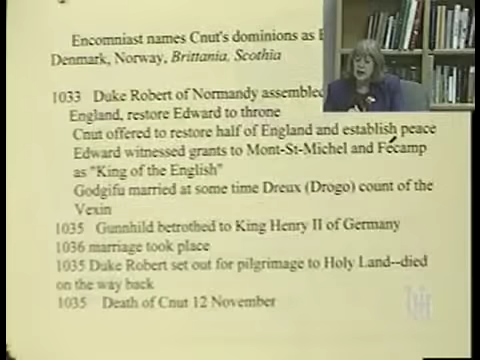 Encomniast names Cnut's dominions as
Denmark, Norway, Brittania, Scothia
1033 Duke Robert of Normandy assembled
England, restore Edward to throne
Cnut offered to restore half of England and establish peace
Edward witnessed grants to Mont-St-Michel and Fécamp
as "King of the English"
Godgifu married at some time Dreux (Drogo) count of the
Vexin
1035 Gunnhild betrothed to King Henry II of Germany
1036 marriage took place
1035 Duke Robert set out for pilgrimage to Holy Land--died
on the way back
1035 Death of Cnut 12 November